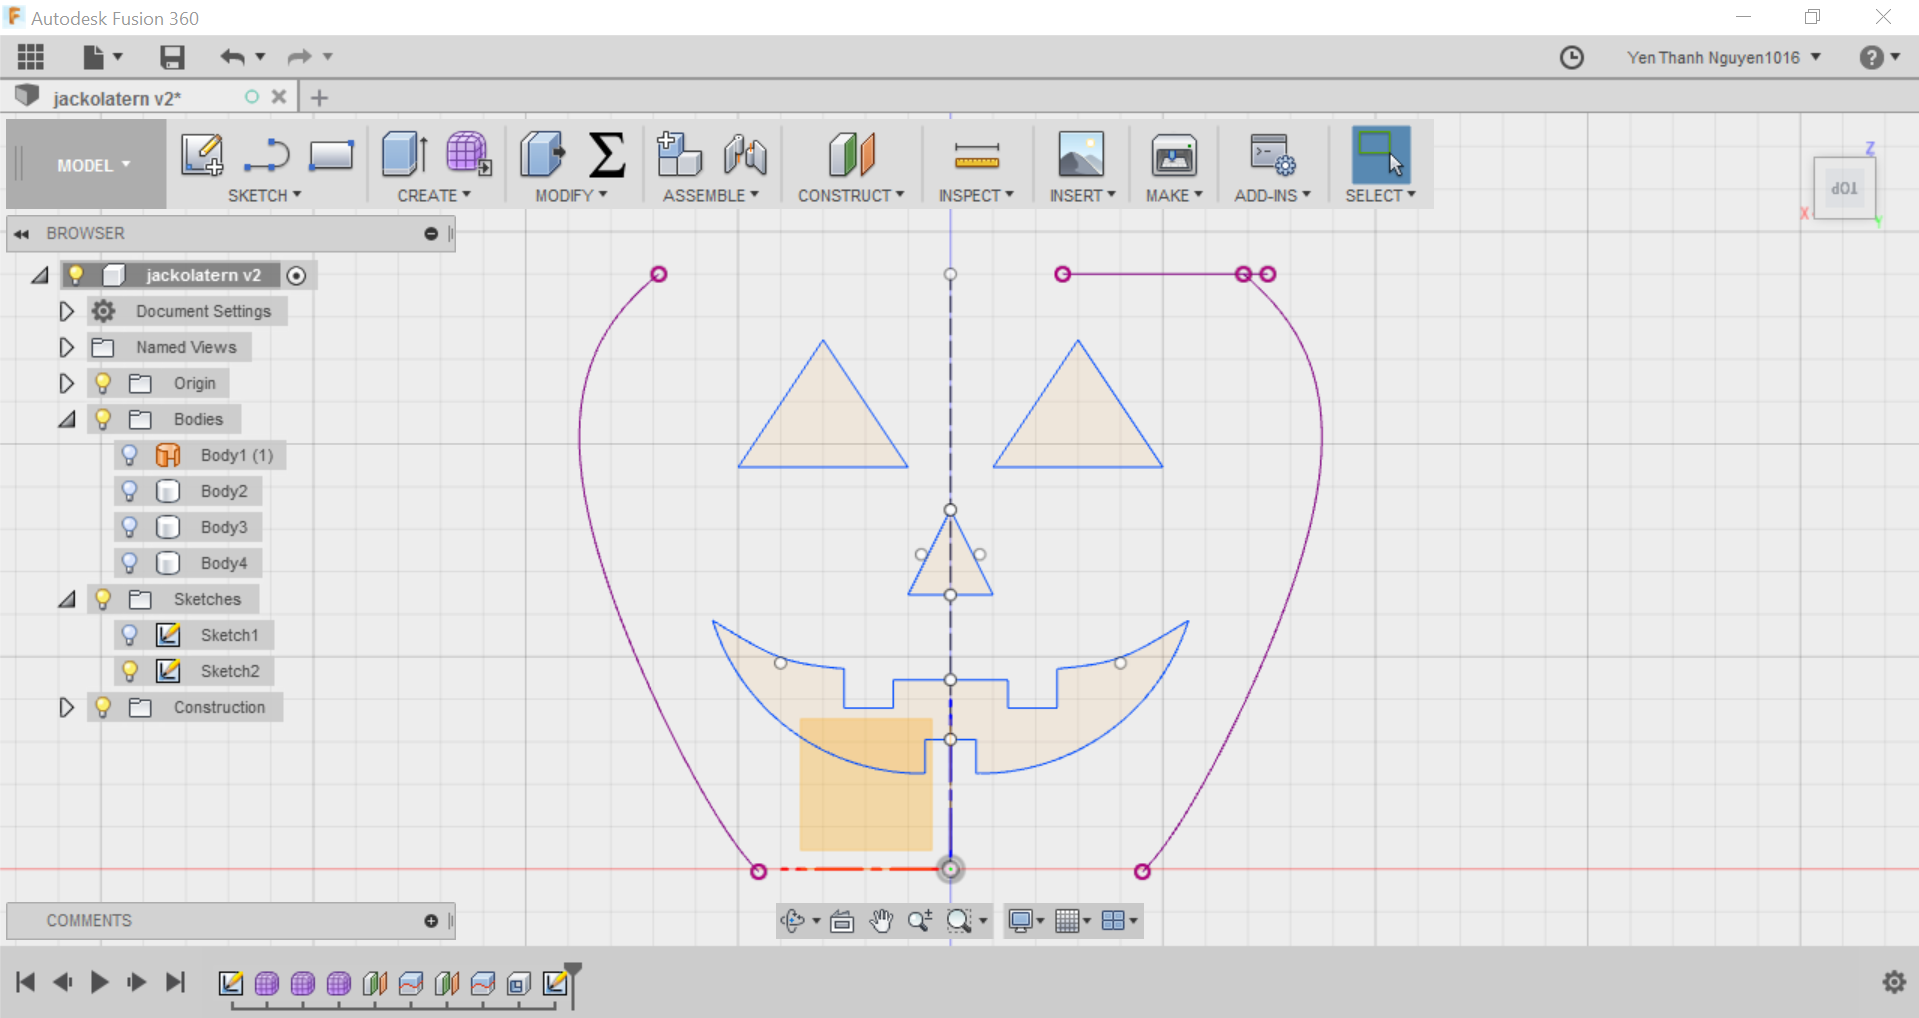 Autodesk Fusion 360
Yen Thanh Nguyen1016
jackolatern v2*
MODEL
SKETCH
CREATE
MODIFY
ASSEMBLE
CONSTRUCT
INSPECT
INSERT
MAKE
ADD-INS
SELECT
Z
TOP
X
Y
BROWSER
jackolatern v2
Document Settings
Named Views
Origin
Bodies
Body1 (1)
Body2
Body3
Body4
Sketches
Sketch1
Sketch2
Construction
COMMENTS